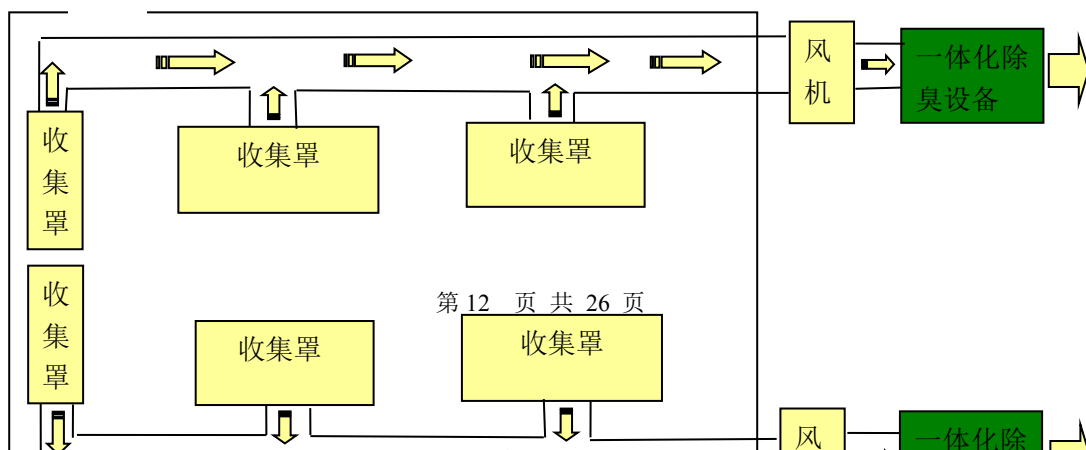 风机
一体化除
臭设备
收集罩
收集罩
收集罩
第 12 页 共 26 页
收集罩
收集罩
收集罩
风
一体化除